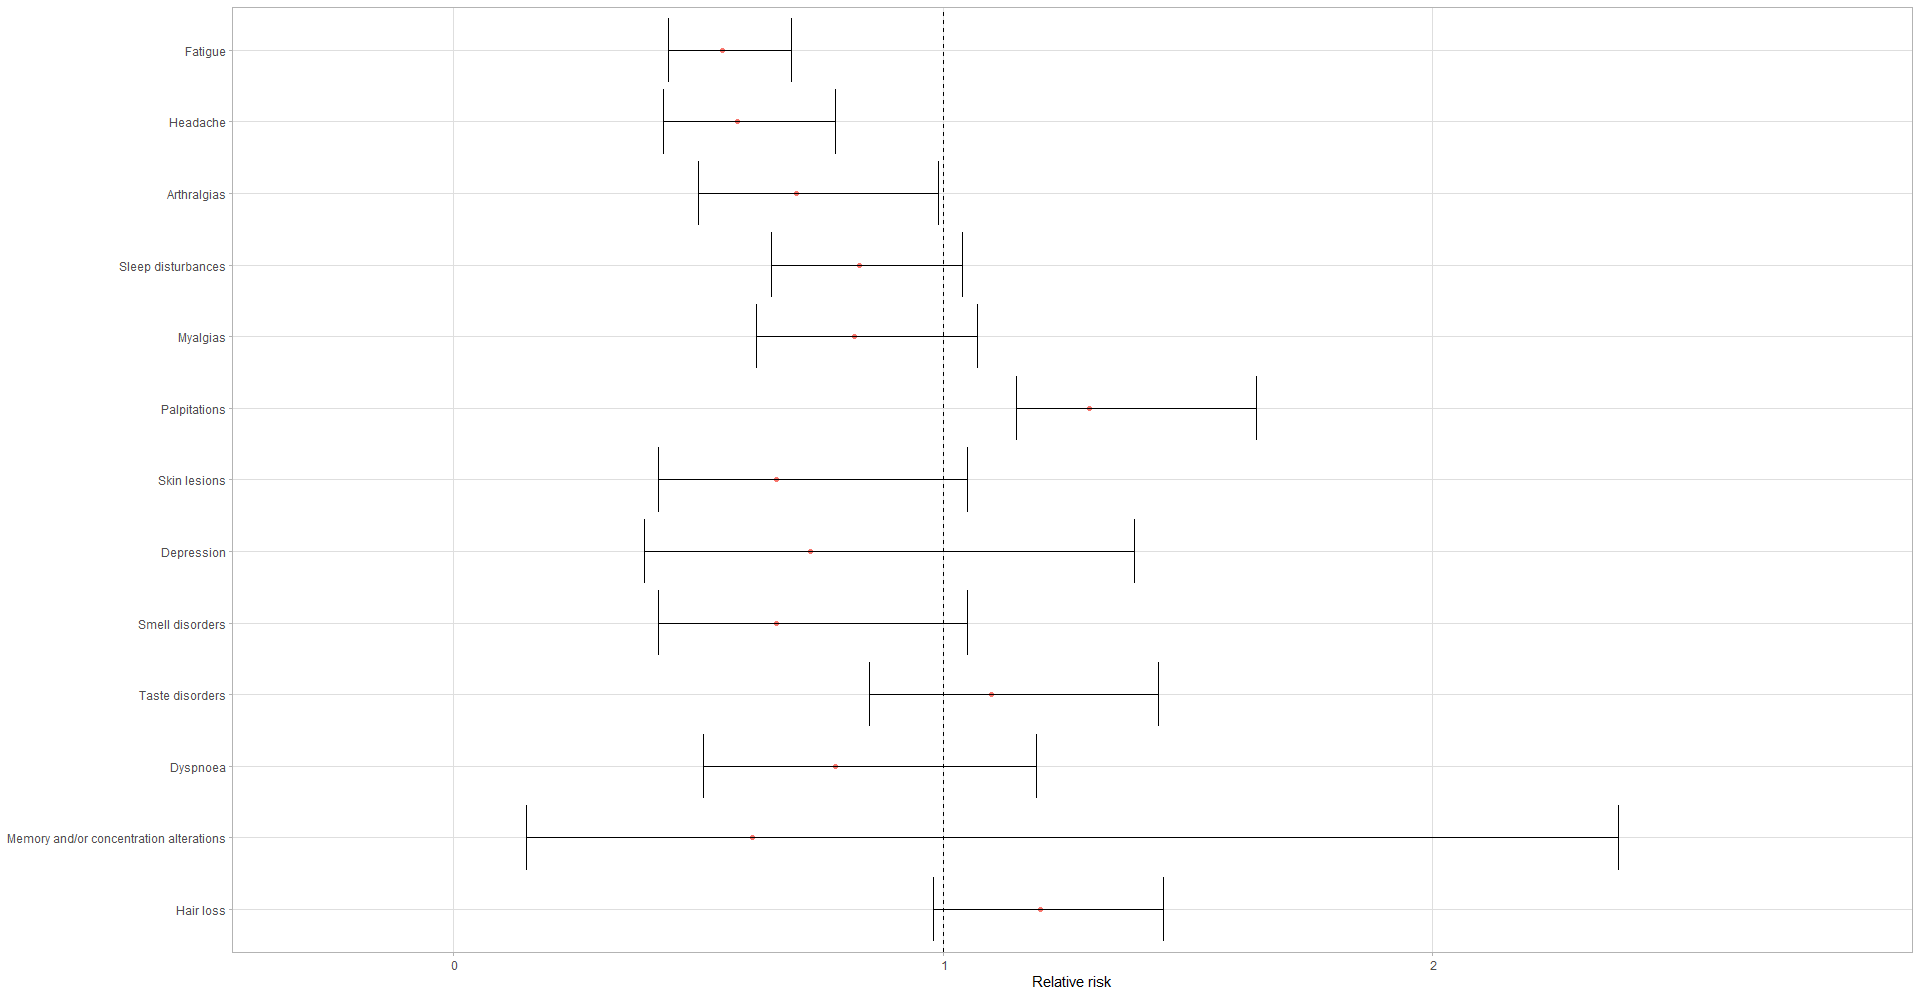 Fatigue
Headache
Arthralgias
Sleep disturbances
Myalgias
Palpitations
Skin lesions
Depression
Smell disorders
Taste disorders
Dyspnoea
Memory and/or concentration alterations
Hair loss
0 1 2
Relative risk